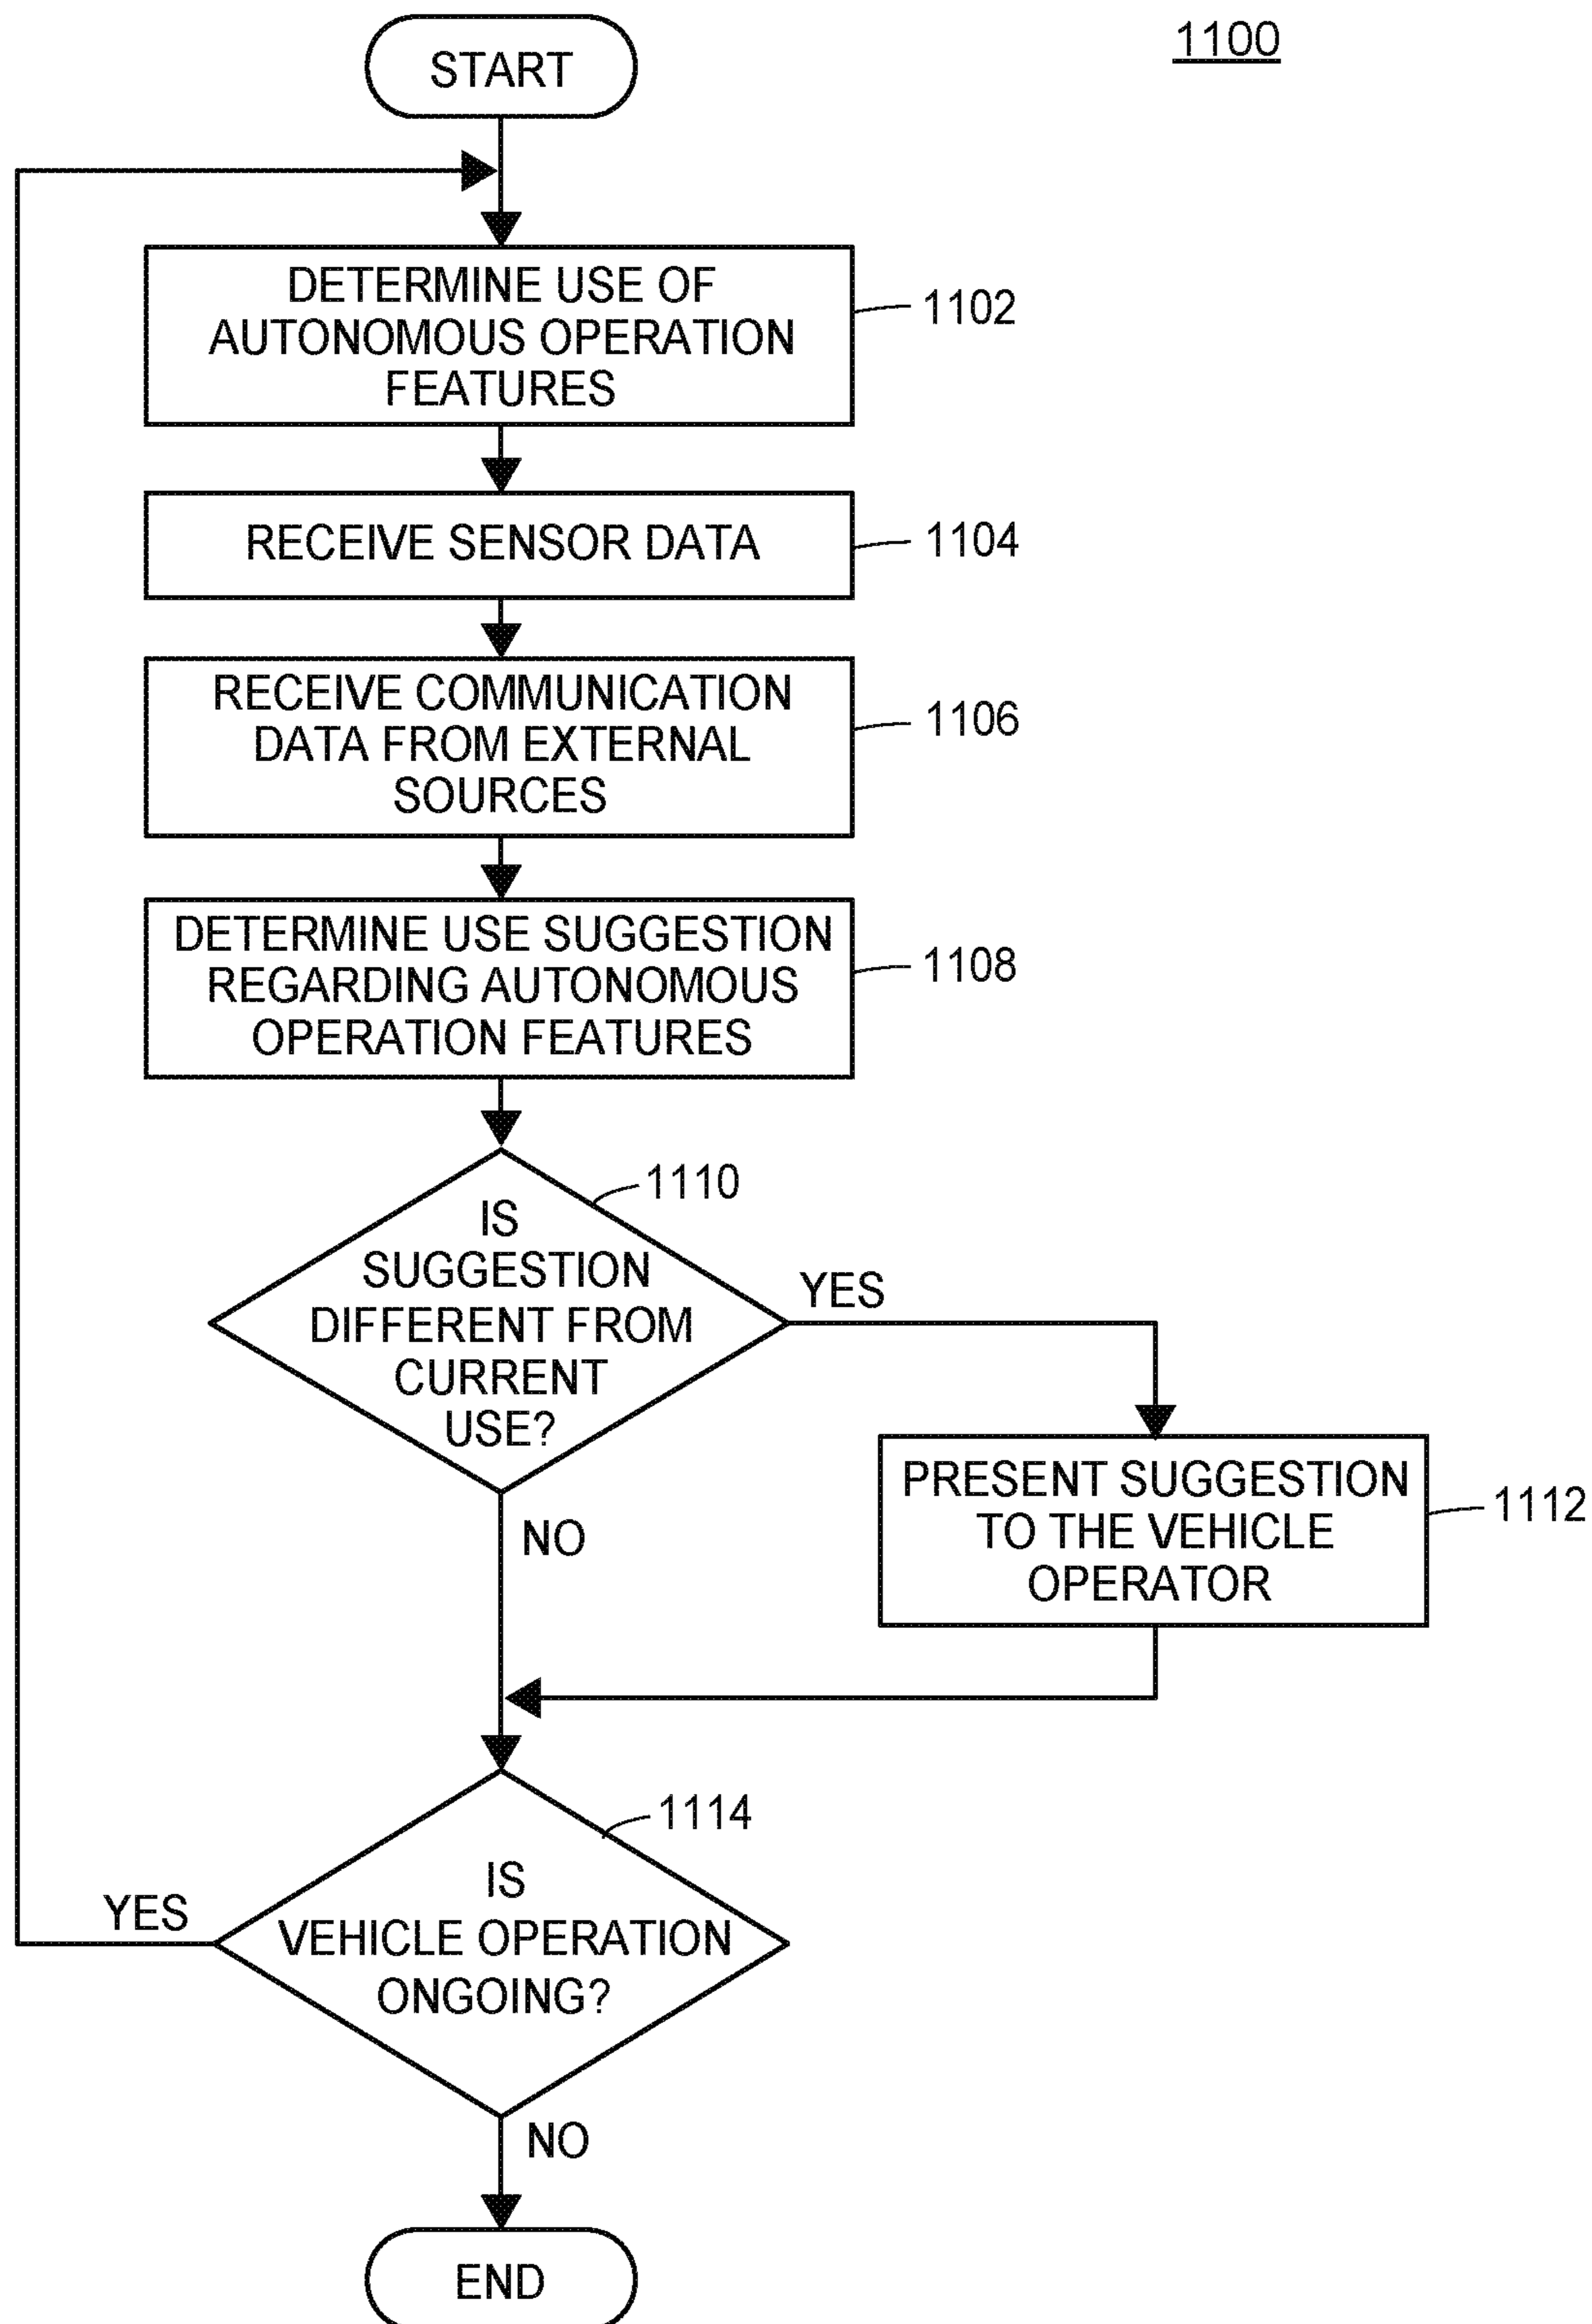 1100
START
DETERMINE USE OF
AUTONOMOUS OPERATION
FEATURES
1102
RECEIVE SENSOR DATA
1104
RECEIVE COMMUNICATION
DATA FROM EXTERNAL
SOURCES
1106
DETERMINE USE SUGGESTION
REGARDING AUTONOMOUS
OPERATION FEATURES
1108
1110
IS
SUGGESTION
DIFFERENT FROM
CURRENT
USE?
YES
NO
PRESENT SUGGESTION
TO THE VEHICLE
OPERATOR
1112
1114
IS
VEHICLE OPERATION
ONGOING?
YES
NO
END